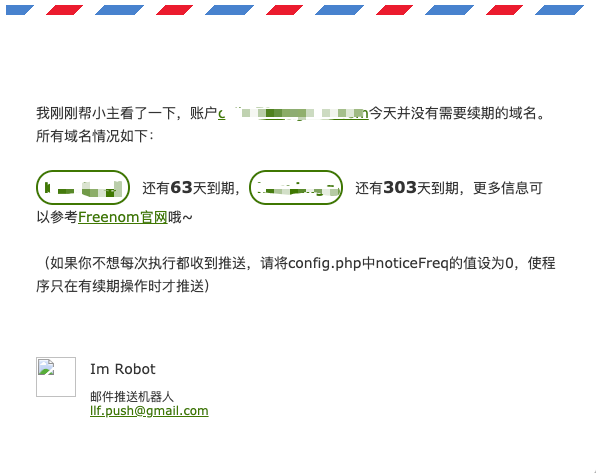 我刚刚帮小主看了一下，账户今天并没有需要续期的域名。
所有域名情况如下：
还有63天到期， 还有303天到期，更多信息可
以参考Freenom官网哦~
（如果你不想每次执行都收到推送，请将config.php中noticeFreq的值设为0，使程
序只在有续期操作时才推送）
Im Robot
邮件推送机器人
llf.push@gmail.com